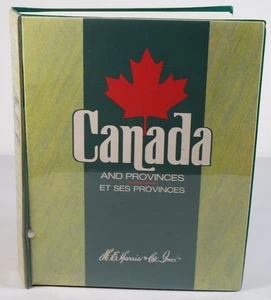 Canada
AND PROVINCES
ET SES PROVINCES
H. E. Harris & Co., Inc.